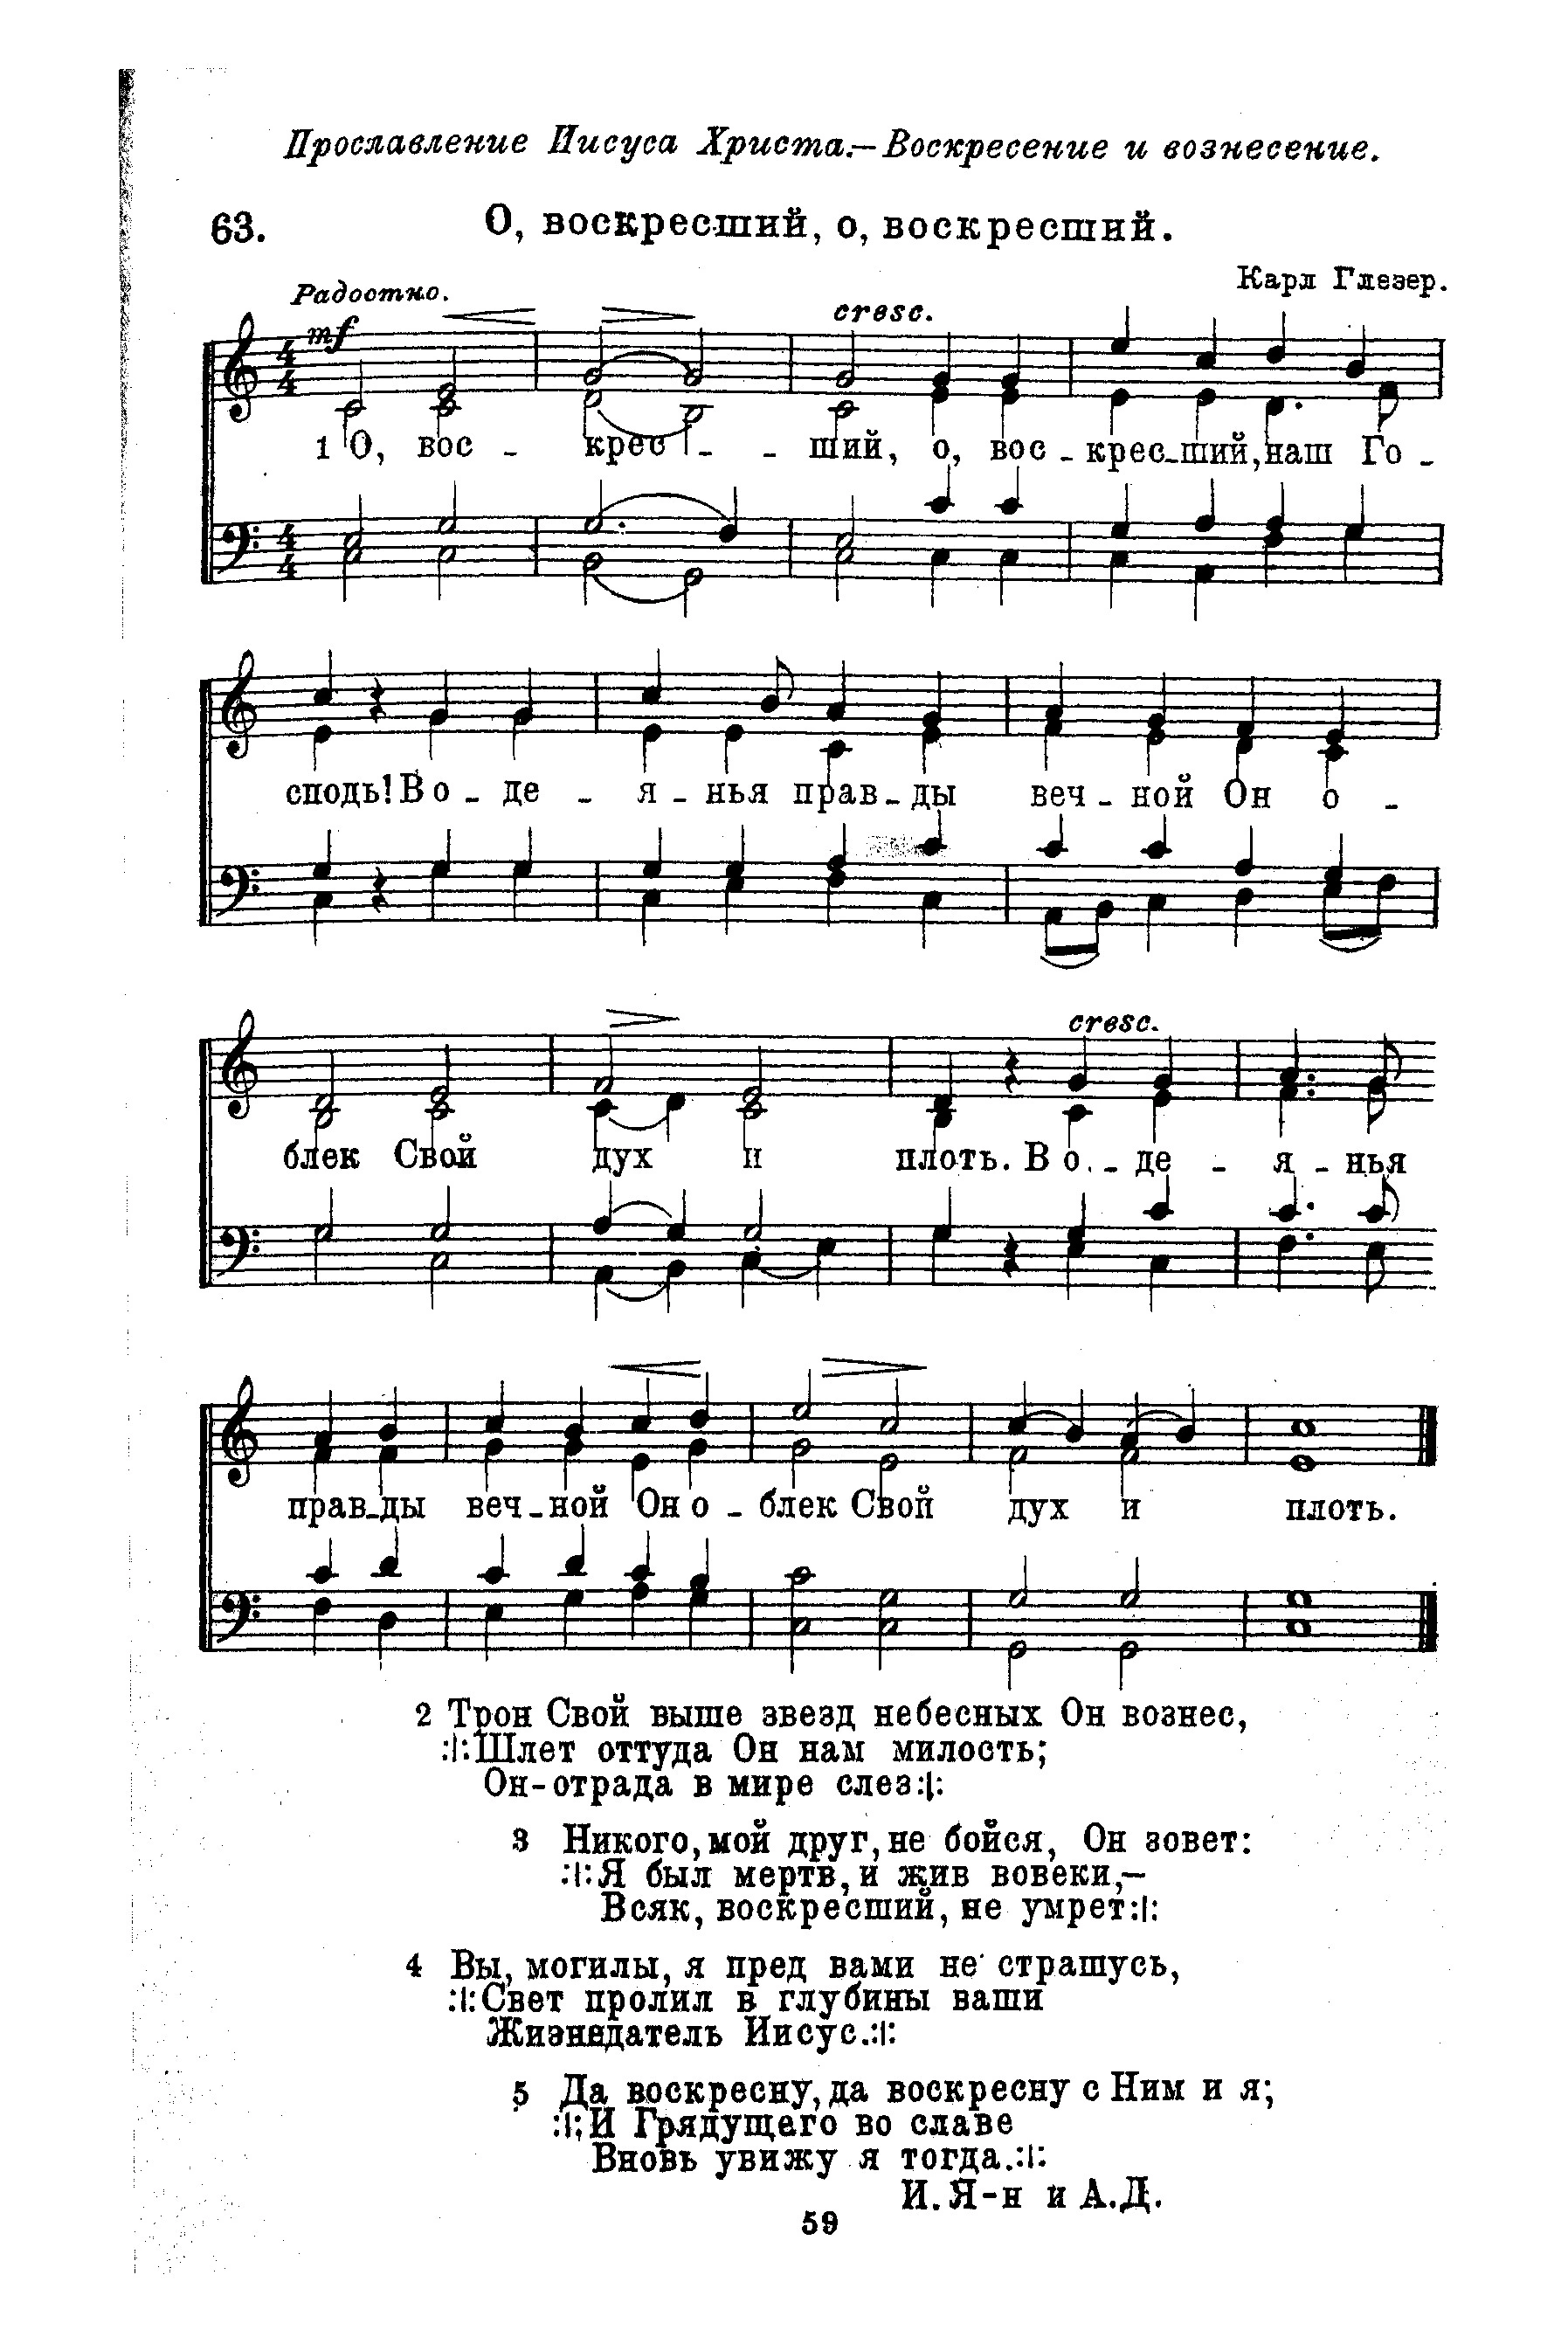 Прославление Иисуса Христа.–Воскресение и вознесение.
63.
О, воскресший, о, воскресший.
Карл Глезер.
Радостно.
mf
cresc.
4 4
1 О, вос - крес - - ший, о, вос - крес-ший, наш Го -
4 4
сподь! В о - де - я - нья прав - ды веч - ной Он о -
cresc.
блек Свой дух и плоть. В о - де - я - нья
прав-ды веч-ной Он о - блек Свой дух и плоть.
2 Трон Свой выше звезд небесных Он вознес,
:|:Шлет оттуда Он нам милость;
Он-отрада в мире слез:|:
3 Никого, мой друг, не бойся, Он зовет:
:|:Я был мертв, и жив вовеки,–
Всяк, воскресший, не умрет:|:
4 Вы, могилы, я пред вами не страшусь,
:|:Свет пролил в глубины ваши
Жизнедатель Иисус.:|:
5 Да воскресну, да воскресну с Ним и я;
:|:И Грядущего во славе
Вновь увижу я тогда.:|:
И. Я-н и А.Д.
59